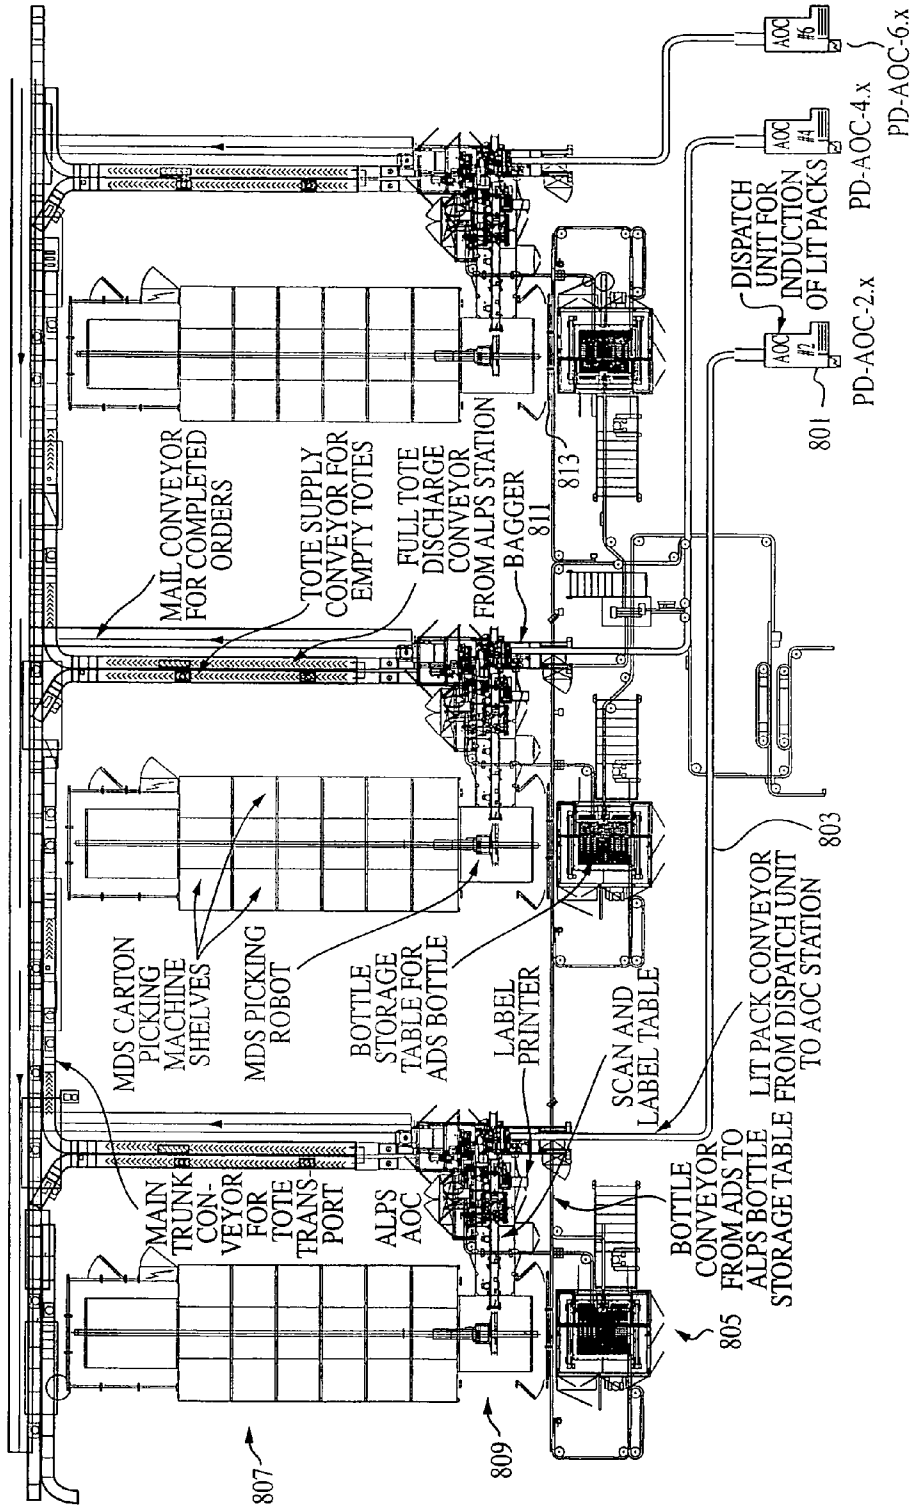 MAIL CONVEYOR
FOR COMPLETED
ORDERS
TOTE SUPPLY
CONVEYOR FOR
EMPTY TOTES
FULL TOTE
DISCHARGE
CONVEYOR
FROM ALPS STATION
BAGGER
811
813
MDS CARTON
PICKING
MACHINE
SHELVES
MDS PICKING
ROBOT
BOTTLE
STORAGE
TABLE FOR
ADS BOTTLE
LABEL
PRINTER
SCAN AND
LABEL TABLE
LIT PACK CONVEYOR
FROM DISPATCH UNIT
TO AOC STATION
803
MAIN
TRUNK
CON-
VEYOR
FOR
TOTE
TRANS-
PORT
ALPS
AOC
BOTTLE
CONVEYOR
FROM ADS TO
ALPS BOTTLE
STORAGE TABLE
805
807
809
DISPATCH
UNIT FOR
INDUCTION
OF LIT PACKS
AOC
#2
801
PD-AOC-2.x
AOC
#4
PD-AOC-4.x
AOC
#6
PD-AOC-6.x